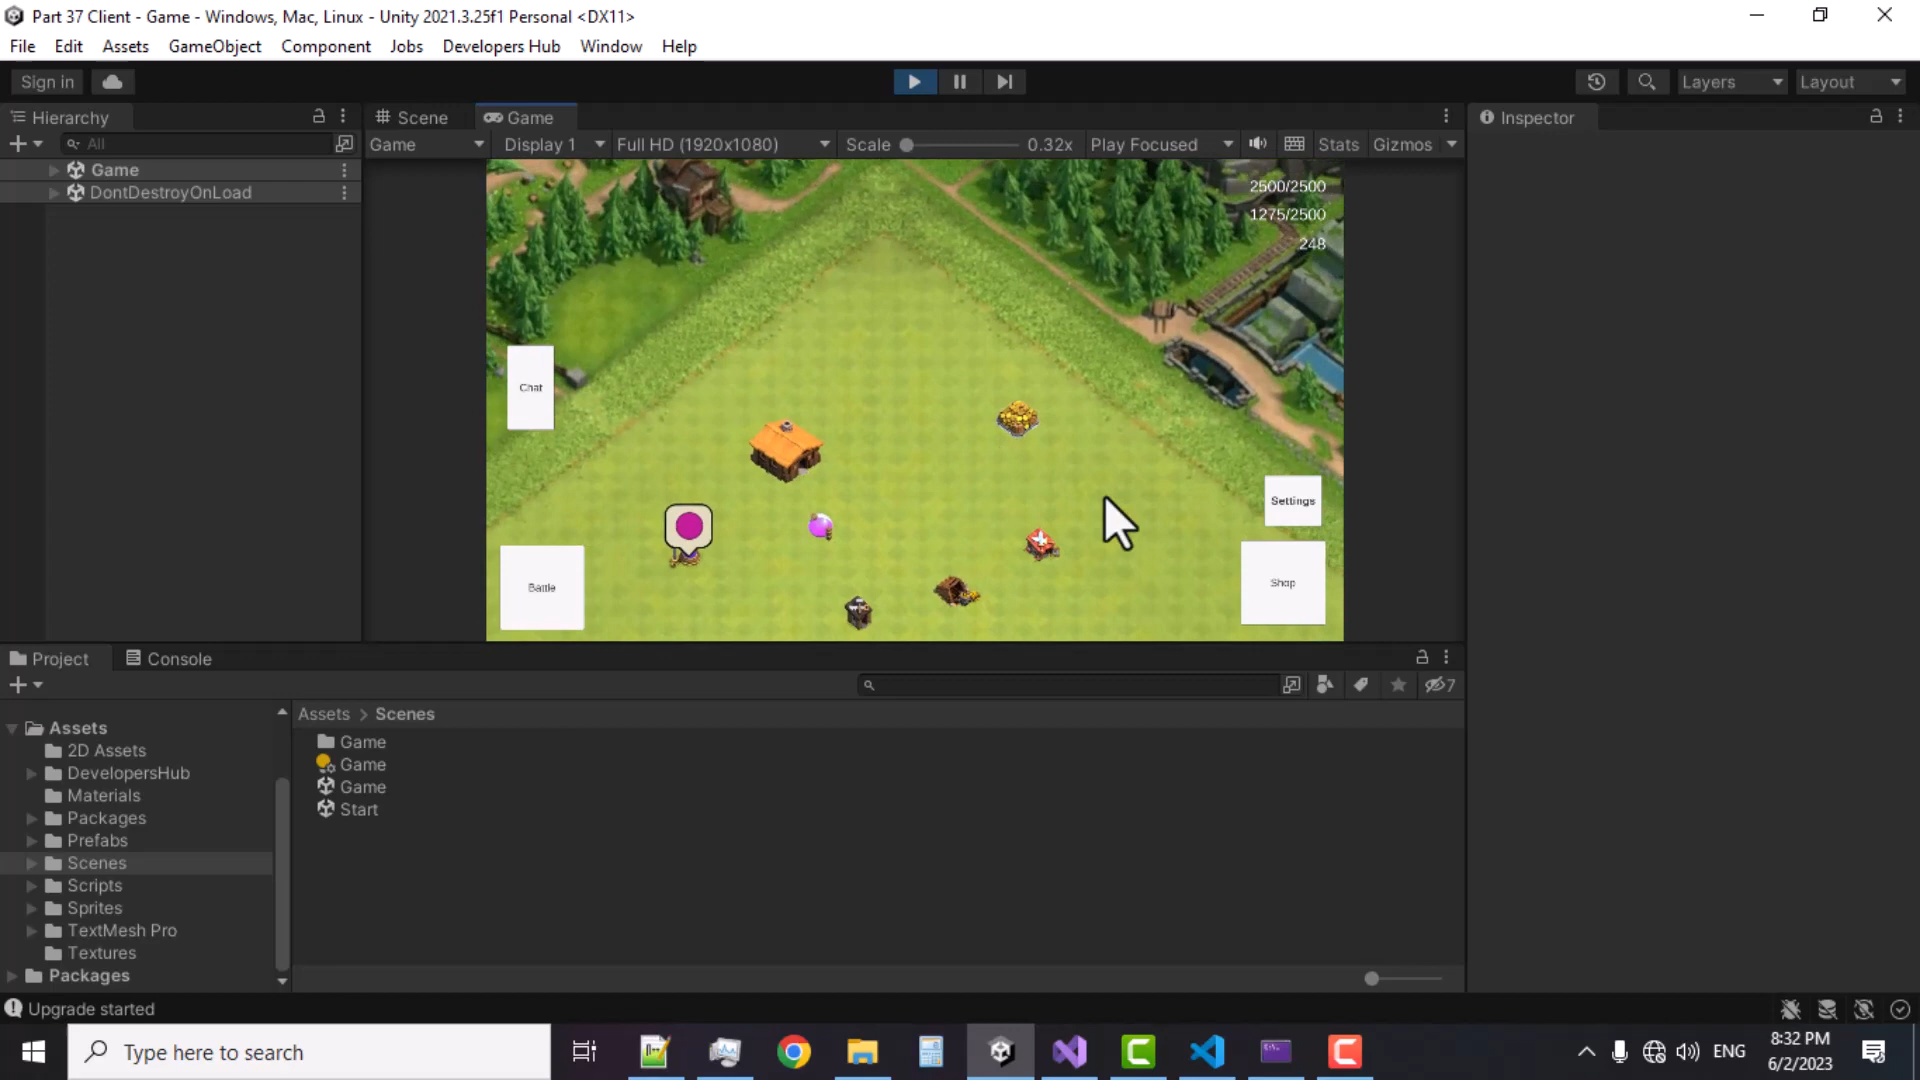 Part 37 Client - Game - Windows, Mac, Linux - Unity 2021.3.25f1 Personal <DX11>
File Edit Assets GameObject Component Jobs Developers Hub Window Help
Sign in Layers Layout
Hierarchy Scene Game Inspector
All Game Display 1 Full HD (1920x1080) Scale 0.32x Play Focused Stats Gizmos
Game
DontDestroyOnLoad
2500/2500
1275/2500
248
Chat
Settings
Battle
Shop
Project Console
7
Assets > Scenes
Assets
2D Assets
DevelopersHub
Materials
Packages
Prefabs
Scenes
Scripts
Sprites
TextMesh Pro
Textures
Packages
Game
Game
Game
Start
Upgrade started
Type here to search
ENG
8:32 PM
6/2/2023